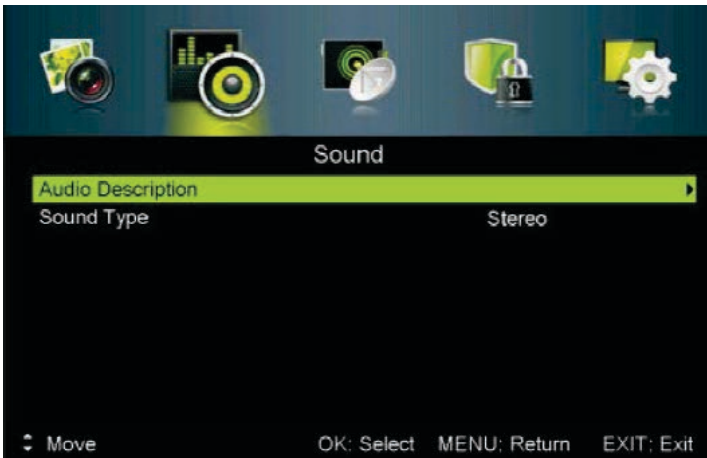 Sound
Audio Description
Sound Type Stereo
Move OK: Select MENU: Return EXIT: Exit